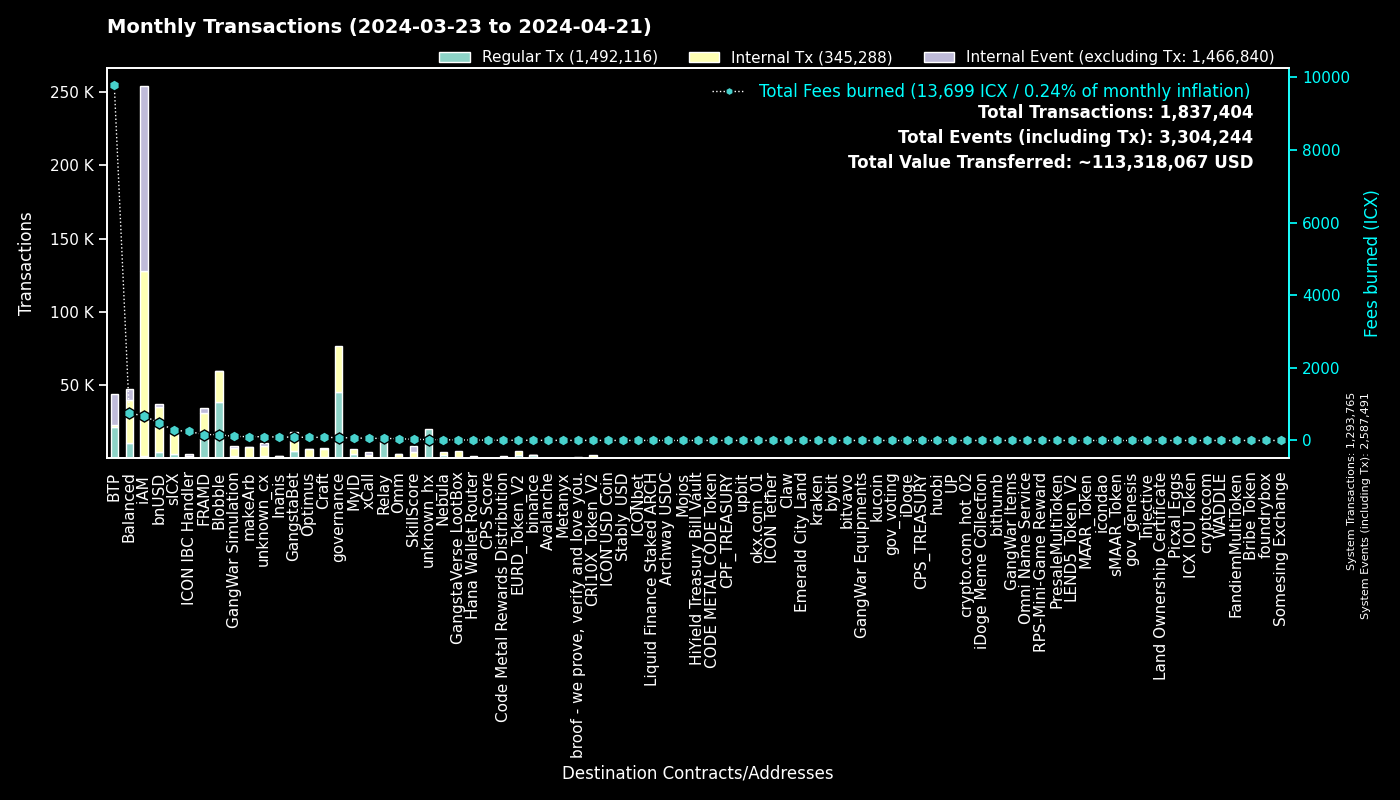 Monthly Transactions (2024-03-23 to 2024-04-21)
Regular Tx (1,492,116)
Internal Tx (345,288)
Internal Event (excluding Tx: 1,466,840)
Total Fees burned (13,699 ICX / 0.24% of monthly inflation)
Total Transactions: 1,837,404
Total Events (including Tx): 3,304,244
Total Value Transferred: ~113,318,067 USD
Transactions
250 K
200 K
150 K
100 K
50 K
10000
8000
6000
4000
2000
0
Fees burned (ICX)
System Transactions: 1,293,765
System Events (including Tx): 2,587,491
BTP
Balanced
IAM
bnUSD
sICX
ICON IBC Handler
FRAMD
Blobble
GangWar Simulation
makeArb
unknown_cx
Inanis
GangstaBet
Optimus
Craft
governance
MyID
xCall
Relay
Omm
SkillScore
unknown_hx
Nebula
GangstaVerse LootBox
Hana Wallet Router
CPS Score
Code Metal Rewards Distribution
EURD_Token_V2
binance
Avalanche
Metanyx
broof - we prove, verify and love you.
CRI10X_Token_V2
ICON USD Coin
Stably_USD
ICONbet
Liquid Finance Staked ARCH
Archway USDC
Mojos
HiYield Treasury Bill Vault
CODE METAL CODE Token
CPF_TREASURY
upbit
okx.com_01
ICON_Tether
Claw
Emerald City Land
kraken
bybit
bitvavo
GangWar Equipments
kucoin
gov_voting
iDoge
CPS_TREASURY
huobi
UP
crypto.com_hot_02
iDoge Meme Collection
bithumb
GangWar Items
Omni Name Service
RPS-Mini-Game Reward
PresaleMultiToken
LEND5_Token_V2
MAAR_Token
icondao
sMAAR_Token
gov_genesis
Injective
Land Ownership Certificate
Picxal Eggs
ICX IOU Token
cryptocom
WADDLE
FandiemMultiToken
Bribe Token
foundrybox
Somesing Exchange
Destination Contracts/Addresses